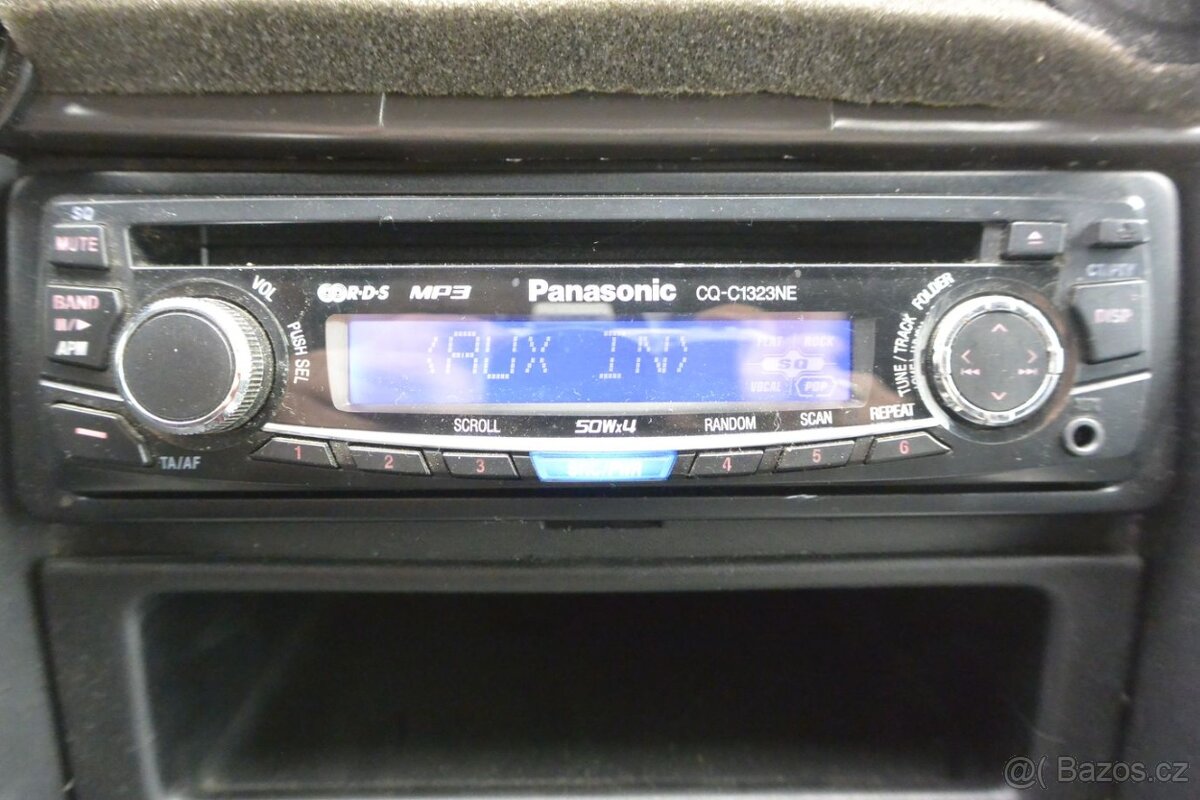 SQ
MUTE
BAND
APM
VOL
PUSH SEL
R·D·S MP3 Panasonic CQ-C1323NE
(AUX IN)
FLAT ROCK
SQ
VOCAL POP
SCROLL 50Wx4 RANDOM SCAN REPEAT
1 2 3 4 5 6
TA/AF
TUNE / TRACK
FOLDER
DISP
@( Bazos.cz